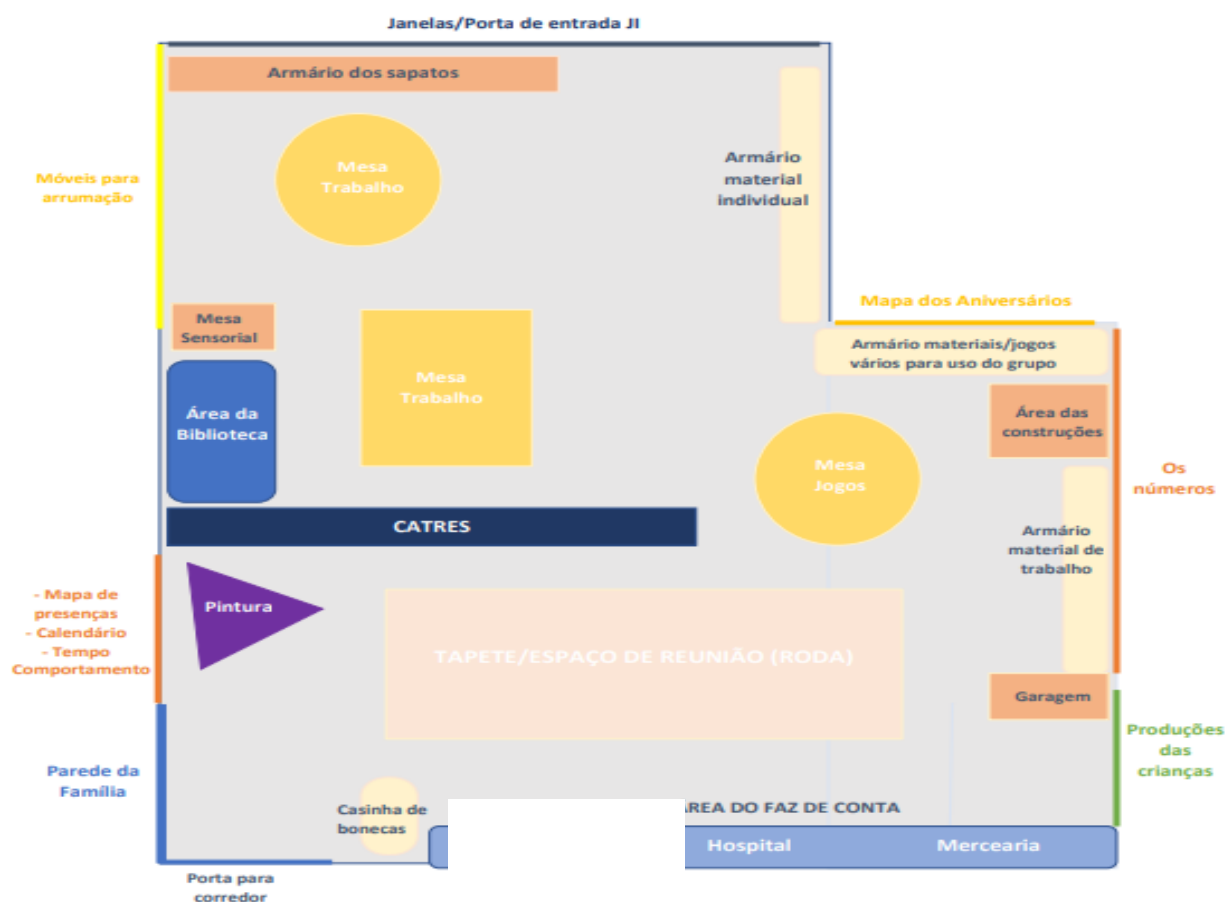 Janelas/Porta de entrada JI
Armário dos sapatos
Mesa
Trabalho
Armário
material
individual
Móveis para
arrumação
Mapa dos Aniversários
Mesa
Sensorial
Armário materiais/jogos
vários para uso do grupo
Mesa
Trabalho
Área da
Biblioteca
Área das
construções
Mesa
Jogos
Os
números
CATRES
Armário
material de
trabalho
- Mapa de
presenças
- Calendário
- Tempo
Comportamento
Pintura
TAPETE/ESPAÇO DE REUNIÃO (RODA)
Garagem
Produções
das
crianças
Parede da
Família
Casinha de
bonecas
REA DO FAZ DE CONTA
Hospital
Mercearia
Porta para
corredor